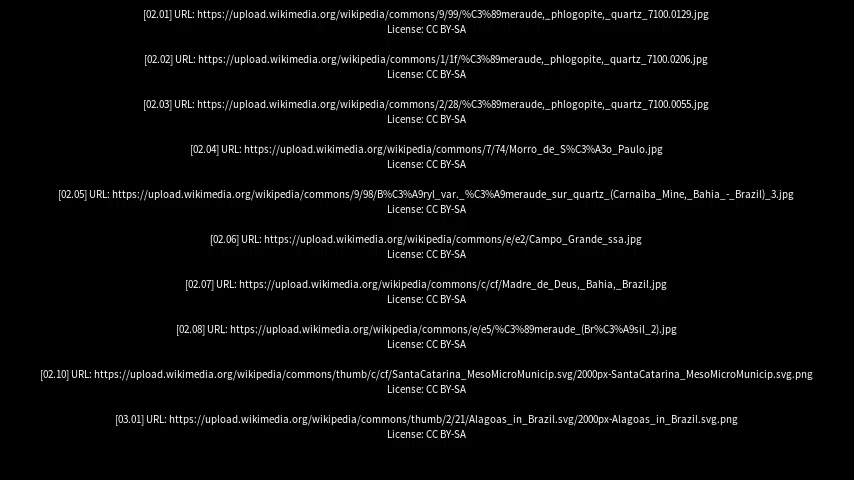 [02.01] URL: https://upload.wikimedia.org/wikipedia/commons/9/99/%C3%89meraude,_phlogopite,_quartz_7100.0129.jpg
License: CC BY-SA
[02.02] URL: https://upload.wikimedia.org/wikipedia/commons/1/1f/%C3%89meraude,_phlogopite,_quartz_7100.0206.jpg
License: CC BY-SA
[02.03] URL: https://upload.wikimedia.org/wikipedia/commons/2/28/%C3%89meraude,_phlogopite,_quartz_7100.0055.jpg
License: CC BY-SA
[02.04] URL: https://upload.wikimedia.org/wikipedia/commons/7/74/Morro_de_S%C3%A3o_Paulo.jpg
License: CC BY-SA
[02.05] URL: https://upload.wikimedia.org/wikipedia/commons/9/98/B%C3%A9ryl_var._%C3%A9meraude_sur_quartz_(Carnaiba_Mine,_Bahia_-_Brazil)_3.jpg
License: CC BY-SA
[02.06] URL: https://upload.wikimedia.org/wikipedia/commons/e/e2/Campo_Grande_ssa.jpg
License: CC BY-SA
[02.07] URL: https://upload.wikimedia.org/wikipedia/commons/c/cf/Madre_de_Deus,_Bahia,_Brazil.jpg
License: CC BY-SA
[02.08] URL: https://upload.wikimedia.org/wikipedia/commons/e/e5/%C3%89meraude_(Br%C3%A9sil_2).jpg
License: CC BY-SA
[02.10] URL: https://upload.wikimedia.org/wikipedia/commons/thumb/c/cf/SantaCatarina_MesoMicroMunicip.svg/2000px-SantaCatarina_MesoMicroMunicip.svg.png
License: CC BY-SA
[03.01] URL: https://upload.wikimedia.org/wikipedia/commons/thumb/2/21/Alagoas_in_Brazil.svg/2000px-Alagoas_in_Brazil.svg.png
License: CC BY-SA